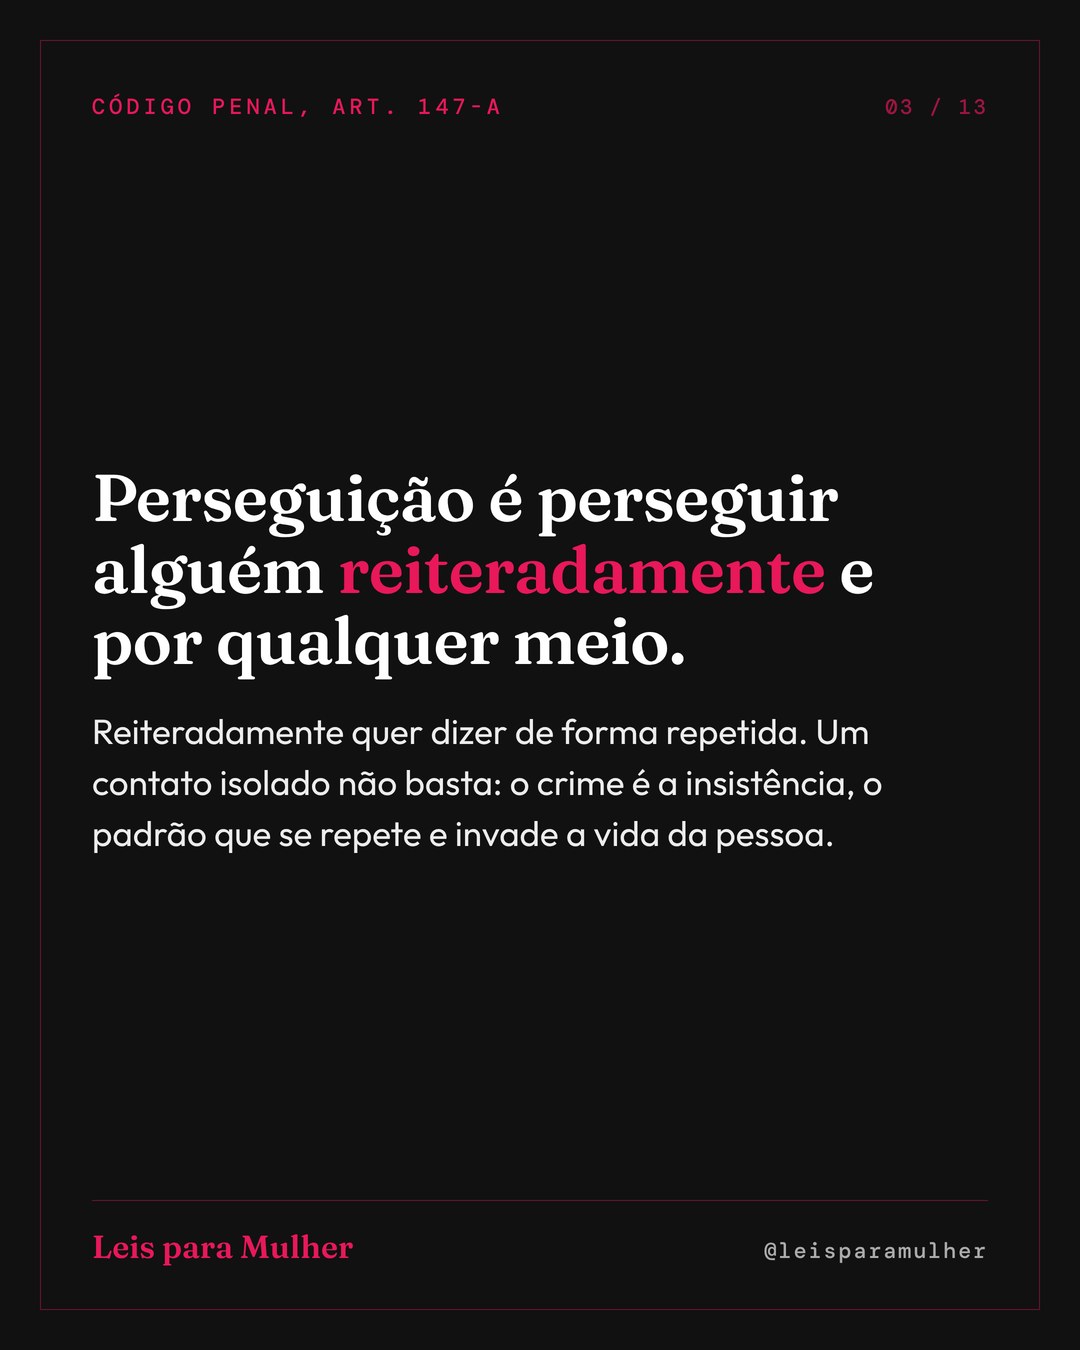 CÓDIGO PENAL, ART. 147-A
03 / 13
Perseguição é perseguir
alguém reiteradamente e
por qualquer meio.
Reiteradamente quer dizer de forma repetida. Um
contato isolado não basta: o crime é a insistência, o
padrão que se repete e invade a vida da pessoa.
Leis para Mulher
@leisparamulher